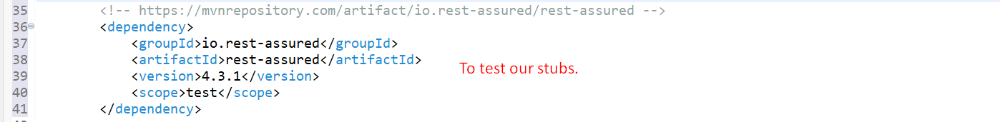 35 <!-- https://mvnrepository.com/artifact/io.rest-assured/rest-assured -->
36 <dependency>
37 <groupId>io.rest-assured</groupId>
38 <artifactId>rest-assured</artifactId>
To test our stubs.
39 <version>4.3.1</version>
40 <scope>test</scope>
41 </dependency>